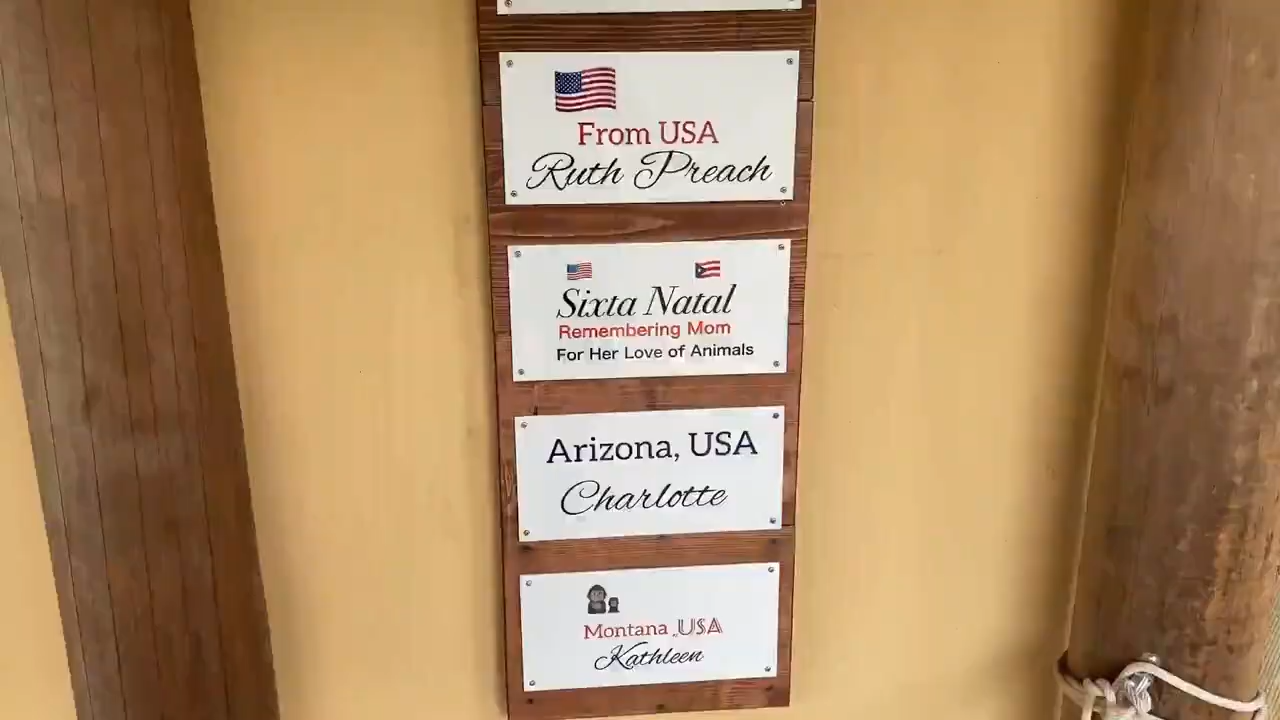 From USA
Ruth Preach
Sixta Natal
Remembering Mom
For Her Love of Animals
Arizona, USA
Charlotte
Montana ,USA
Kathleen